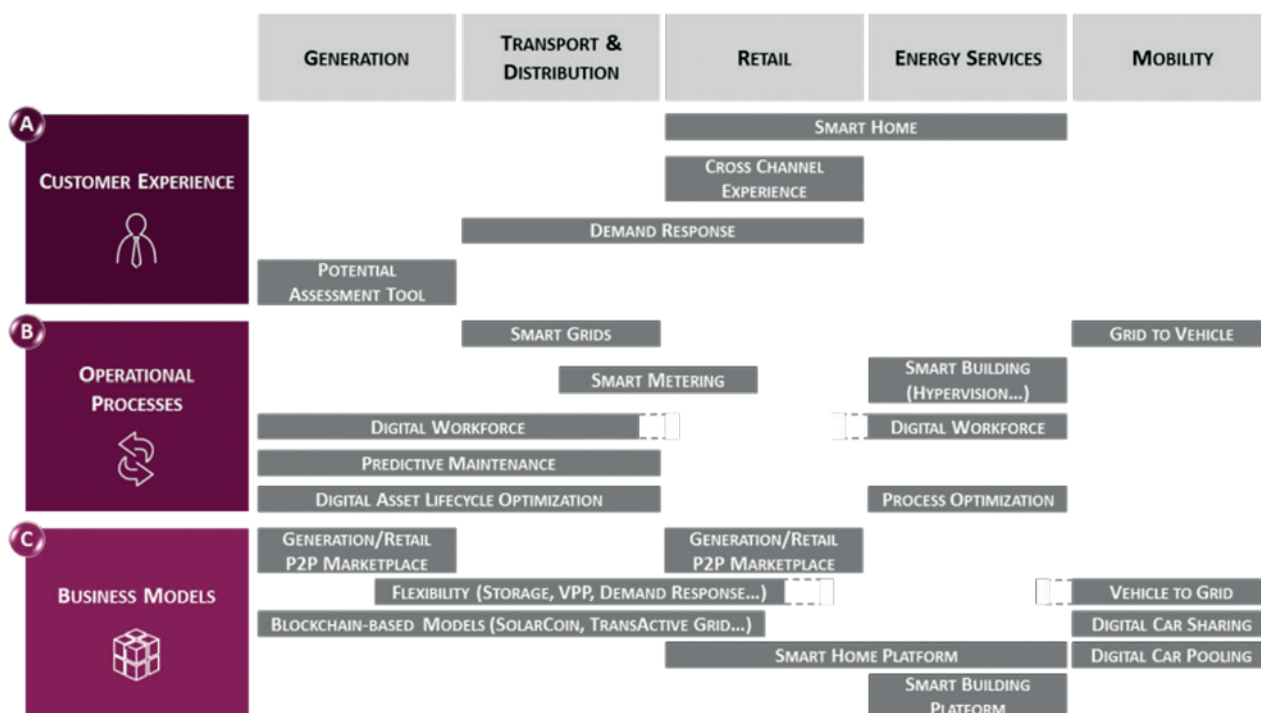 GENERATION
TRANSPORT &
DISTRIBUTION
RETAIL
ENERGY SERVICES
MOBILITY
A
CUSTOMER EXPERIENCE
SMART HOME
CROSS CHANNEL
EXPERIENCE
DEMAND RESPONSE
POTENTIAL
ASSESSMENT TOOL
B
OPERATIONAL
PROCESSES
SMART GRIDS
GRID TO VEHICLE
SMART METERING
SMART BUILDING
(HYPERVISION...)
DIGITAL WORKFORCE
DIGITAL WORKFORCE
PREDICTIVE MAINTENANCE
DIGITAL ASSET LIFECYCLE OPTIMIZATION
PROCESS OPTIMIZATION
C
BUSINESS MODELS
GENERATION/RETAIL
P2P MARKETPLACE
GENERATION/RETAIL
P2P MARKETPLACE
FLEXIBILITY (STORAGE, VPP, DEMAND RESPONSE...)
VEHICLE TO GRID
BLOCKCHAIN-BASED MODELS (SOLARCOIN, TRANSACTIVE GRID...)
DIGITAL CAR SHARING
SMART HOME PLATFORM
DIGITAL CAR POOLING
SMART BUILDING
PLATFORM